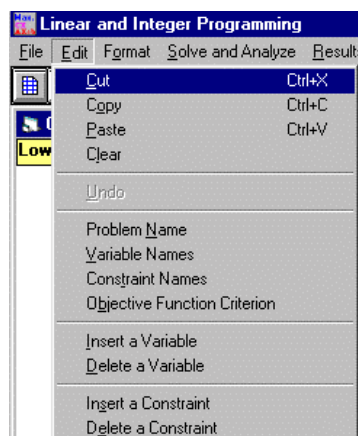 Linear and Integer Programming
File Edit Format Solve and Analyze Result
Cut Ctrl+X
Copy Ctrl+C
Paste Ctrl+V
Clear
Low
Undo
Problem Name
Variable Names
Constraint Names
Objective Function Criterion
Insert a Variable
Delete a Variable
Insert a Constraint
Delete a Constraint